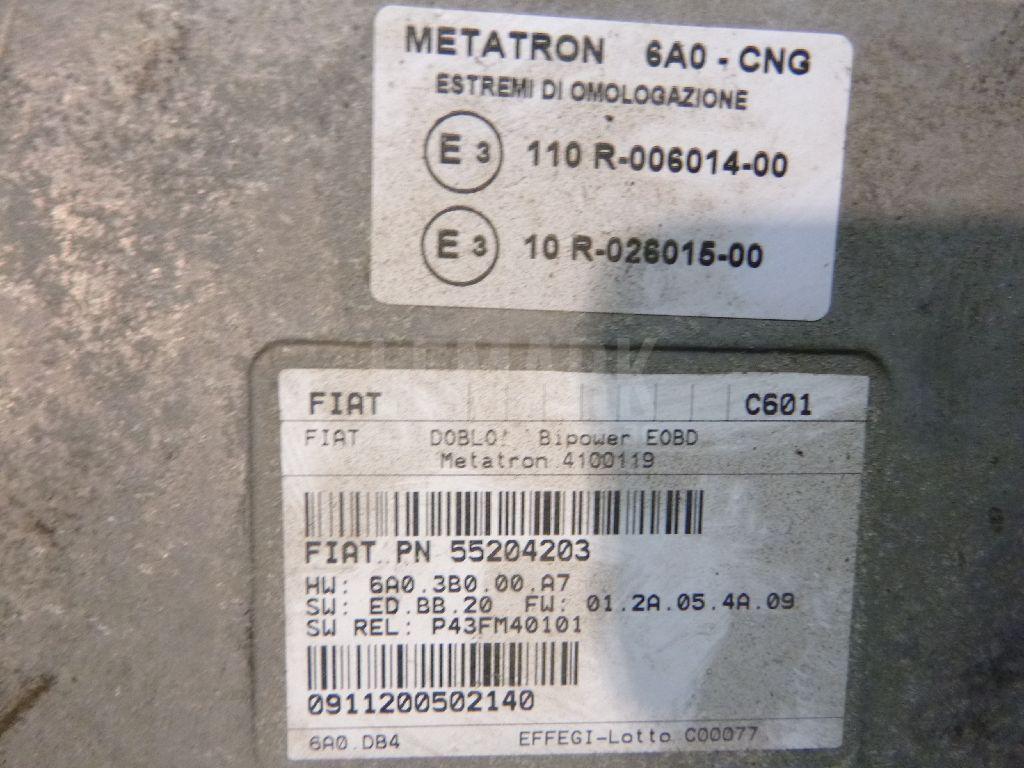 METATRON 6A0 - CNG
ESTREMI DI OMOLOGAZIONE
E 3 110 R-006014-00
E 3 10 R-026015-00
FIAT C601
FIAT DOBLO! Bipower EOBD
Metatron 4100119
FIAT PN 55204203
HW: 6A0.3B0.00.A7
SW: ED.BB.20 FW: 01.2A.05.4A.09
SW REL: P43FM40101
0911200502140
6A0.DB4 EFFEGI-Lotto C00077